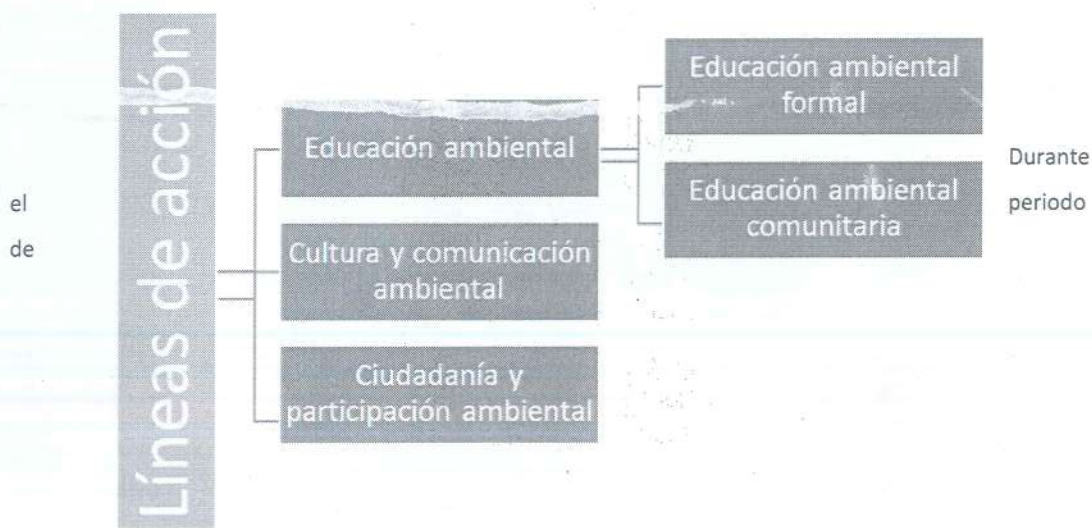 Líneas de acción
Educación ambiental
Cultura y comunicación
ambiental
Ciudadanía y
participación ambiental
Educación ambiental
formal
Educación ambiental
comunitaria
Durante
el
periodo
de